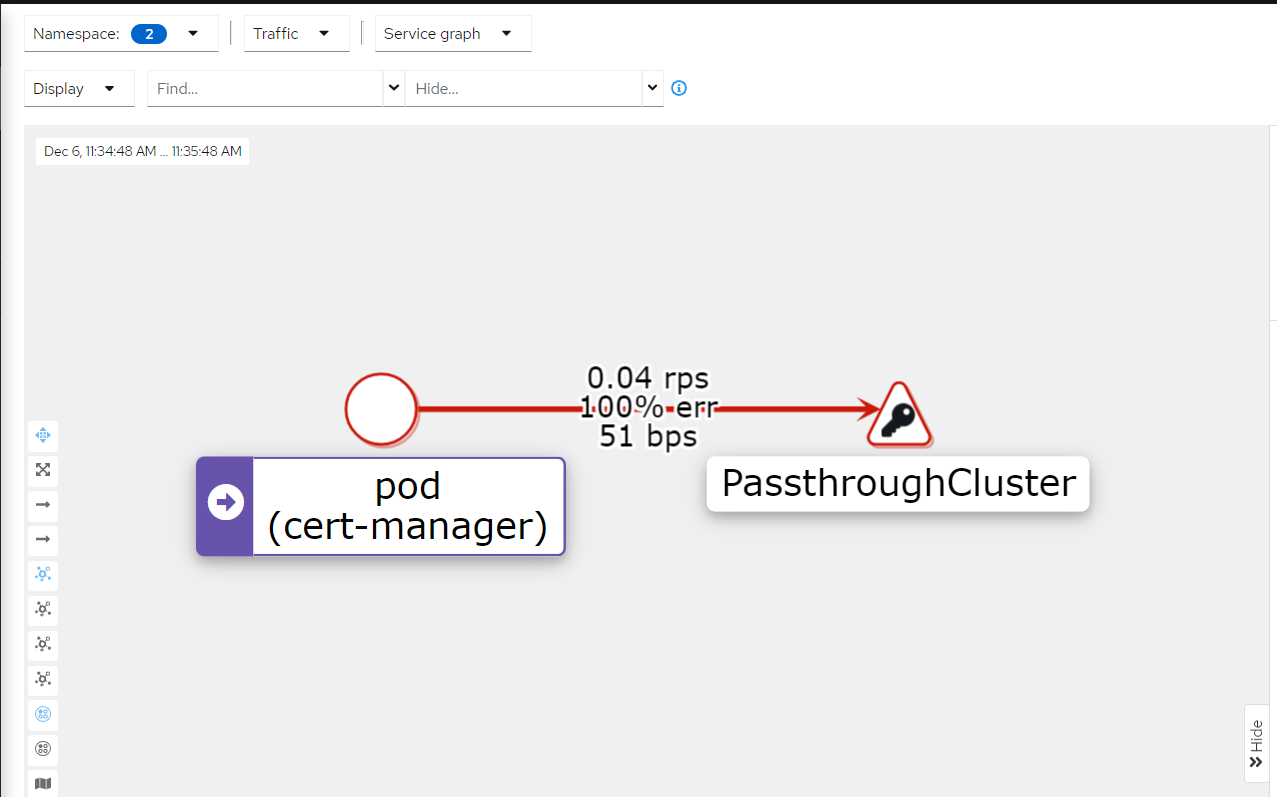 Namespace: 2 Traffic Service graph
Display Find... Hide...
Dec 6, 11:34:48 AM ... 11:35:48 AM
0.04 rps
100% err
51 bps
pod
(cert-manager)
PassthroughCluster
Hide